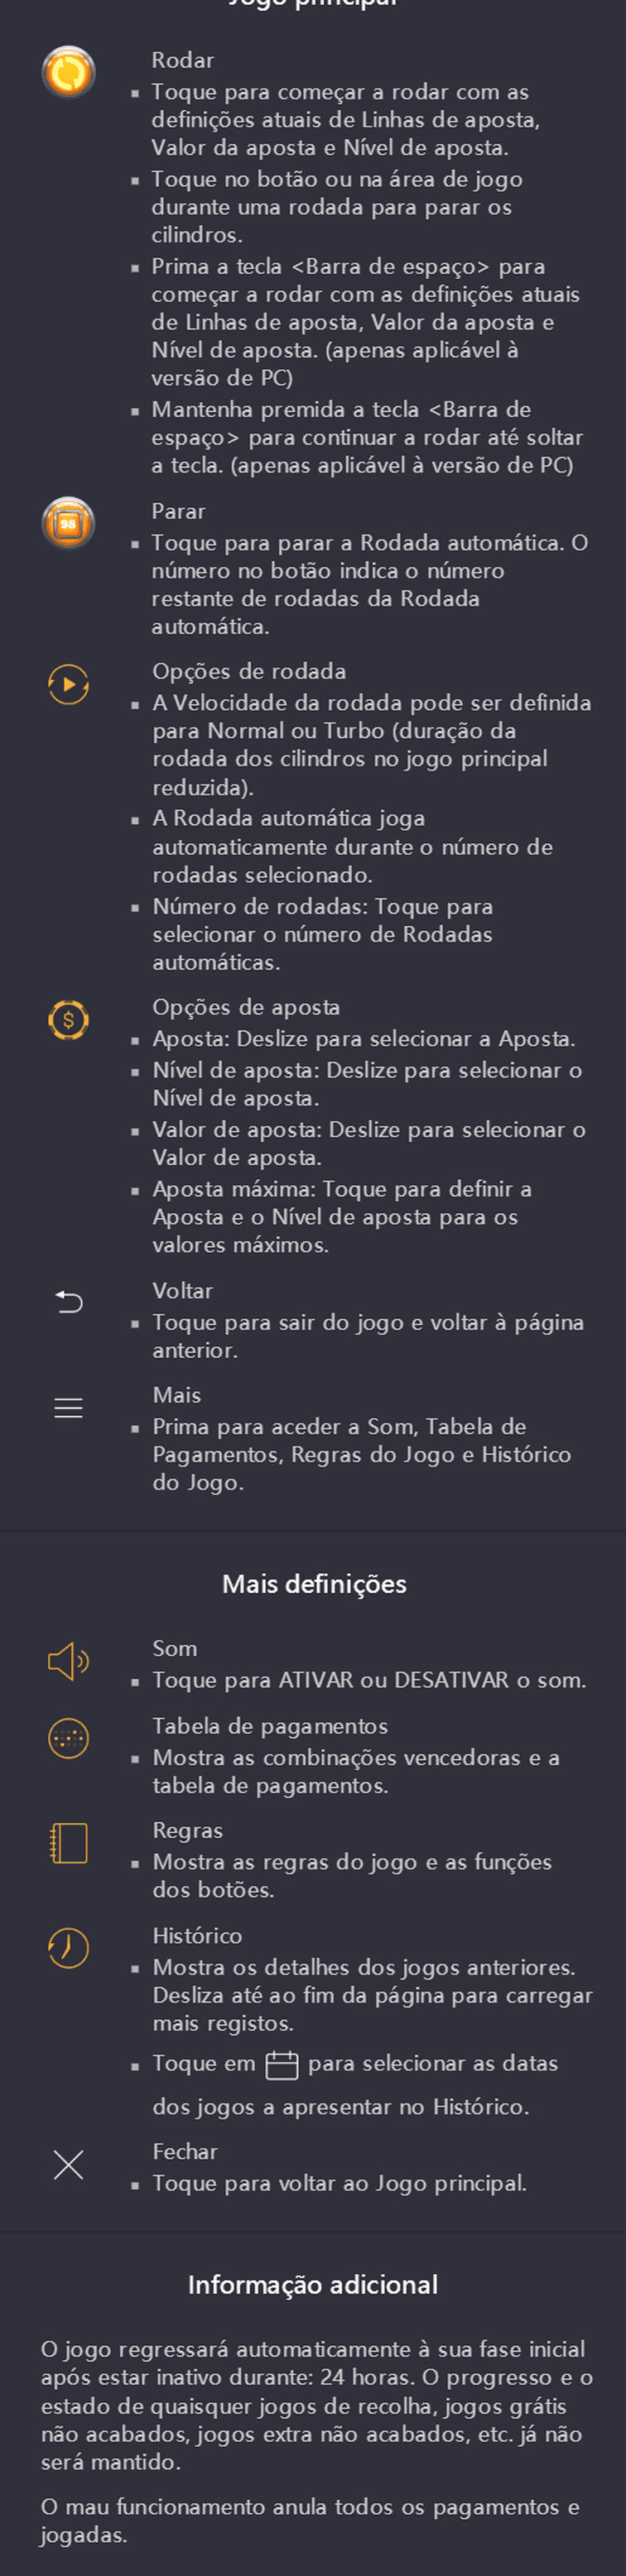 Jogo principal
Rodar
▪ Toque para começar a rodar com as
definições atuais de Linhas de aposta,
Valor da aposta e Nível de aposta.
▪ Toque no botão ou na área de jogo
durante uma rodada para parar os
cilindros.
▪ Prima a tecla <Barra de espaço> para
começar a rodar com as definições atuais
de Linhas de aposta, Valor da aposta e
Nível de aposta. (apenas aplicável à
versão de PC)
▪ Mantenha premida a tecla <Barra de
espaço> para continuar a rodar até soltar
a tecla. (apenas aplicável à versão de PC)
98
Parar
▪ Toque para parar a Rodada automática. O
número no botão indica o número
restante de rodadas da Rodada
automática.
Opções de rodada
▪ A Velocidade da rodada pode ser definida
para Normal ou Turbo (duração da
rodada dos cilindros no jogo principal
reduzida).
▪ A Rodada automática joga
automaticamente durante o número de
rodadas selecionado.
▪ Número de rodadas: Toque para
selecionar o número de Rodadas
automáticas.
$
Opções de aposta
▪ Aposta: Deslize para selecionar a Aposta.
▪ Nível de aposta: Deslize para selecionar o
Nível de aposta.
▪ Valor de aposta: Deslize para selecionar o
Valor de aposta.
▪ Aposta máxima: Toque para definir a
Aposta e o Nível de aposta para os
valores máximos.
Voltar
▪ Toque para sair do jogo e voltar à página
anterior.
Mais
▪ Prima para aceder a Som, Tabela de
Pagamentos, Regras do Jogo e Histórico
do Jogo.
Mais definições
Som
▪ Toque para ATIVAR ou DESATIVAR o som.
Tabela de pagamentos
▪ Mostra as combinações vencedoras e a
tabela de pagamentos.
Regras
▪ Mostra as regras do jogo e as funções
dos botões.
Histórico
▪ Mostra os detalhes dos jogos anteriores.
Desliza até ao fim da página para carregar
mais registos.
▪ Toque em para selecionar as datas
dos jogos a apresentar no Histórico.
Fechar
▪ Toque para voltar ao Jogo principal.
Informação adicional
O jogo regressará automaticamente à sua fase inicial
após estar inativo durante: 24 horas. O progresso e o
estado de quaisquer jogos de recolha, jogos grátis
não acabados, jogos extra não acabados, etc. já não
será mantido.
O mau funcionamento anula todos os pagamentos e
jogadas.